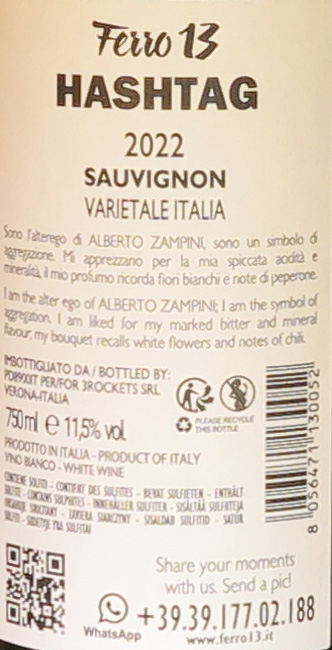 Ferro 13
HASHTAG
2022
SAUVIGNON
VARIETALE ITALIA
Sono l'alterego di ALBERTO ZAMPINI, sono un simbolo di
aggregazione. Mi apprezzano per la mia spiccata acidità e
mineralità, il mio profumo ricorda fiori bianchi e note di peperone.
I am the alter ego of ALBERTO ZAMPINI; I am the symbol of
aggregation. I am liked for my marked bitter and mineral
flavour, my bouquet recalls white flowers and notes of chili.
IMBOTTIGLIATO DA / BOTTLED BY:
PER/FOR 3ROCKETS SRL
VERONA-ITALIA
750 ml e 11,5% vol.
PLEASE RECYCLE
THIS BOTTLE
PRODOTTO IN ITALIA - PRODUCT OF ITALY
VINO BIANCO - WHITE WINE
CONTIENE SOLFITI - CONTIENT DES SULFITES - BEVAT SULFIETEN - ENTHÄLT
SULFITE - CONTAINS SULPHITES - INNEHÅLLER SULFITER - SISÄLTÄÄ SULFIITTEJA
8 056471 130052
Share your moments
with us. Send a pic!
WhatsApp
+39.39.177.02.188
www.ferro13.it